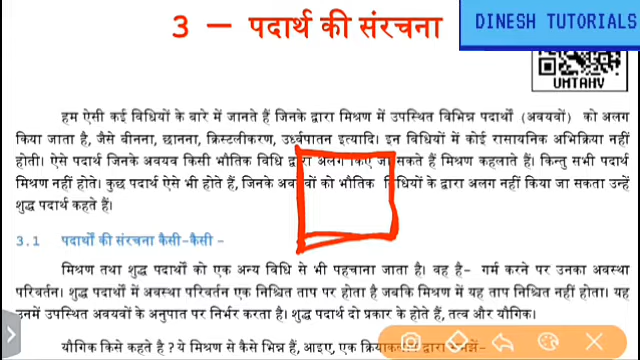 DINESH TUTORIALS
3 – पदार्थ की संरचना
UHTAHV
हम ऐसी कई विधियों के बारे में जानते हैं जिनके द्वारा मिश्रण में उपस्थित विभिन्न पदार्थों (अवयवों) को अलग
किया जाता है, जैसे बीनना, छानना, क्रिस्टलीकरण, उर्ध्वपातन इत्यादि। इन विधियों में कोई रासायनिक अभिक्रिया नहीं
होती। ऐसे पदार्थ जिनके अवयव किसी भौतिक विधि द्वारा अलग किए जा सकते हैं मिश्रण कहलाते हैं। किन्तु सभी पदार्थ
मिश्रण नहीं होते। कुछ पदार्थ ऐसे भी होते हैं, जिनके अवयवों को भौतिक विधियों के द्वारा अलग नहीं किया जा सकता उन्हें
शुद्ध पदार्थ कहते हैं।
3.1 पदार्थों की संरचना कैसी-कैसी -
मिश्रण तथा शुद्ध पदार्थों को एक अन्य विधि से भी पहचाना जाता है। वह है- गर्म करने पर उनका अवस्था
परिवर्तन। शुद्ध पदार्थों में अवस्था परिवर्तन एक निश्चित ताप पर होता है जबकि मिश्रण में यह ताप निश्चित नहीं होता। यह
उनमें उपस्थित अवयवों के अनुपात पर निर्भर करता है। शुद्ध पदार्थ दो प्रकार के होते हैं, तत्व और यौगिक।
यौगिक किसे कहते है ? ये मिश्रण से कैसे भिन्न हैं, आइए, एक क्रियाकलाप द्वारा